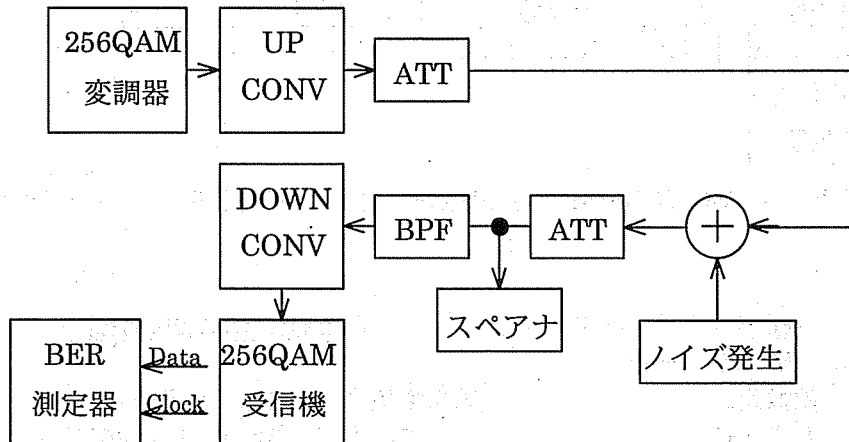 256QAM
変調器
UP
CONV
ATT
DOWN
CONV
BPF
ATT
+
スペアナ
ノイズ発生
BER
測定器
Data
Clock
256QAM
受信機